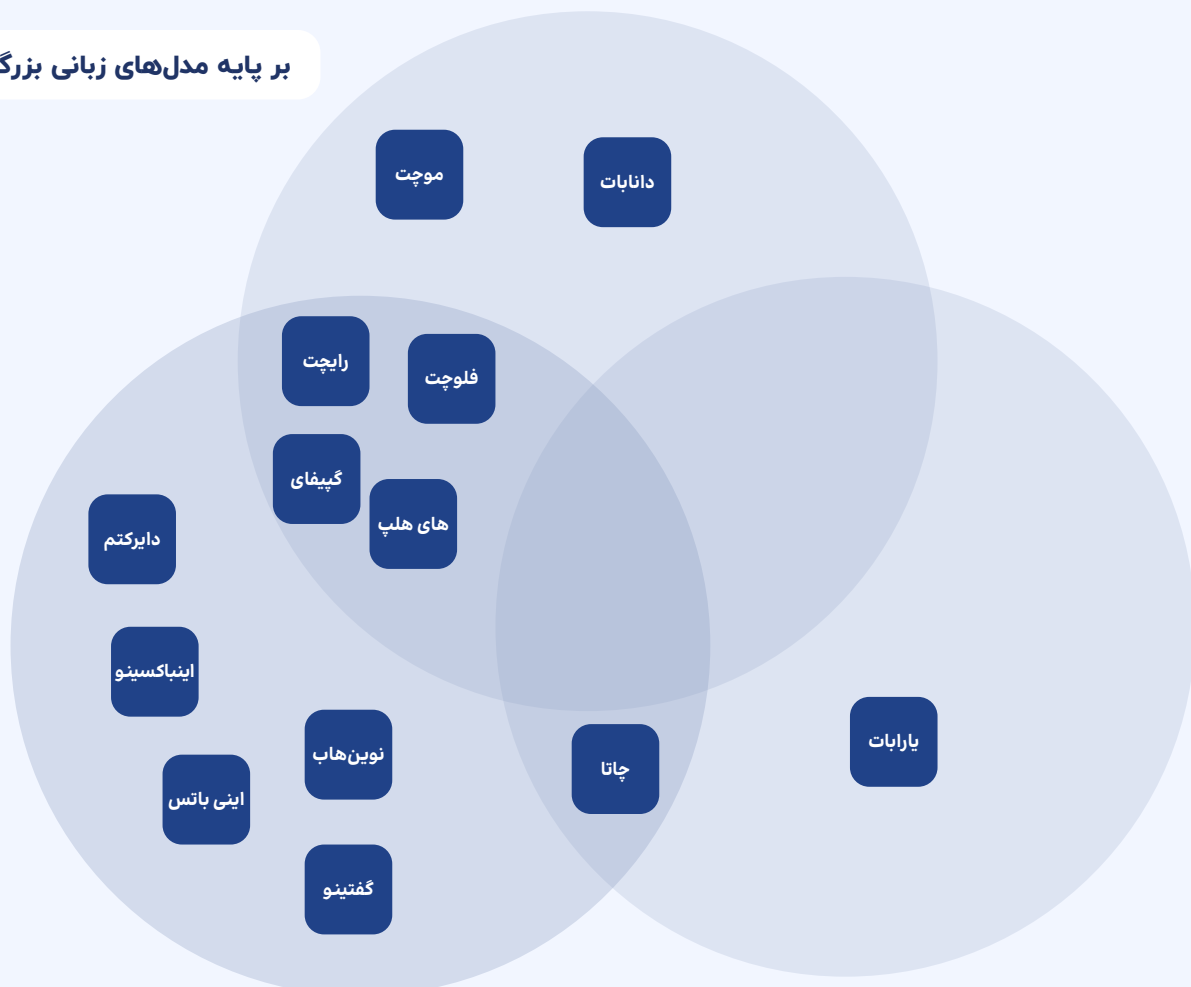 بر پایه مدل‌های زبانی
موچت
دانابات
رایچت
فلوچت
گپیفای
های هلپ
دایرکتم
اینباکسینو
نوین‌هاب
چاتا
یارابات
اینی باتس
گفتینو